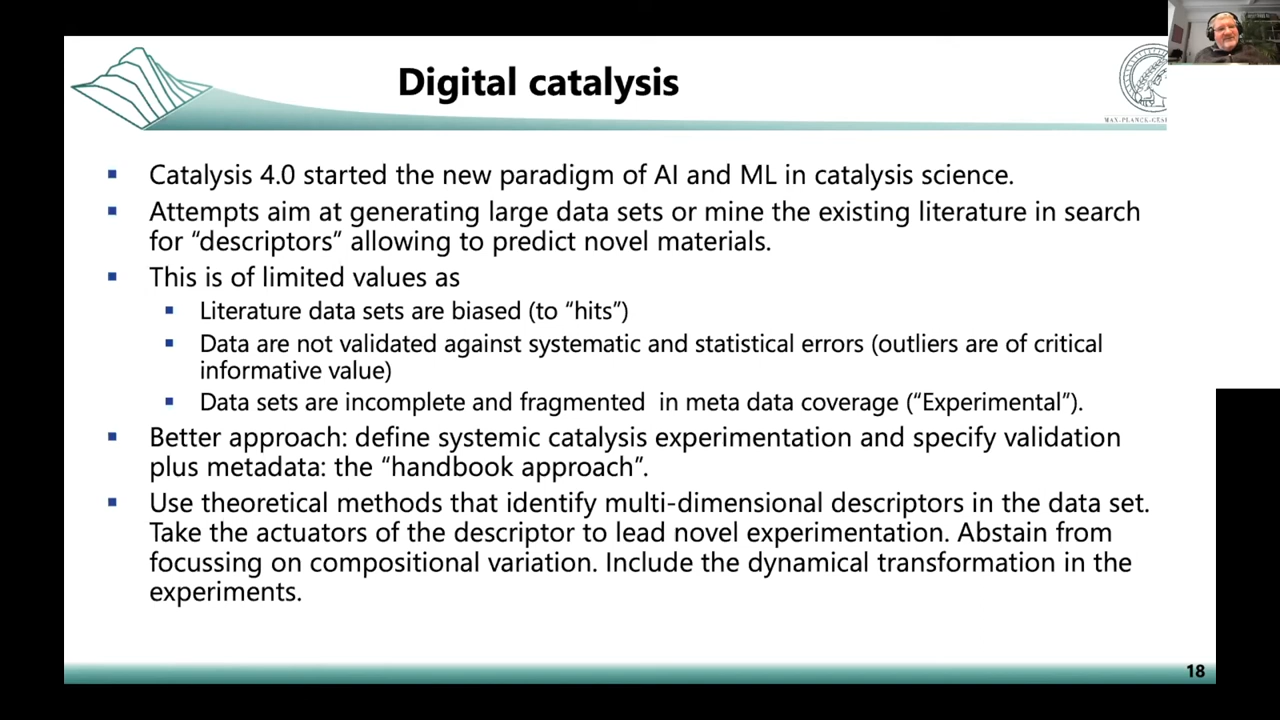 Digital catalysis
MAX-PLANCK-GESE
Catalysis 4.0 started the new paradigm of AI and ML in catalysis science.
Attempts aim at generating large data sets or mine the existing literature in search
for “descriptors” allowing to predict novel materials.
This is of limited values as
Literature data sets are biased (to “hits”)
Data are not validated against systematic and statistical errors (outliers are of critical
informative value)
Data sets are incomplete and fragmented  in meta data coverage (“Experimental”).
Better approach: define systemic catalysis experimentation and specify validation
plus metadata: the “handbook approach”.
Use theoretical methods that identify multi-dimensional descriptors in the data set.
Take the actuators of the descriptor to lead novel experimentation. Abstain from
focussing on compositional variation. Include the dynamical transformation in the
experiments.
18